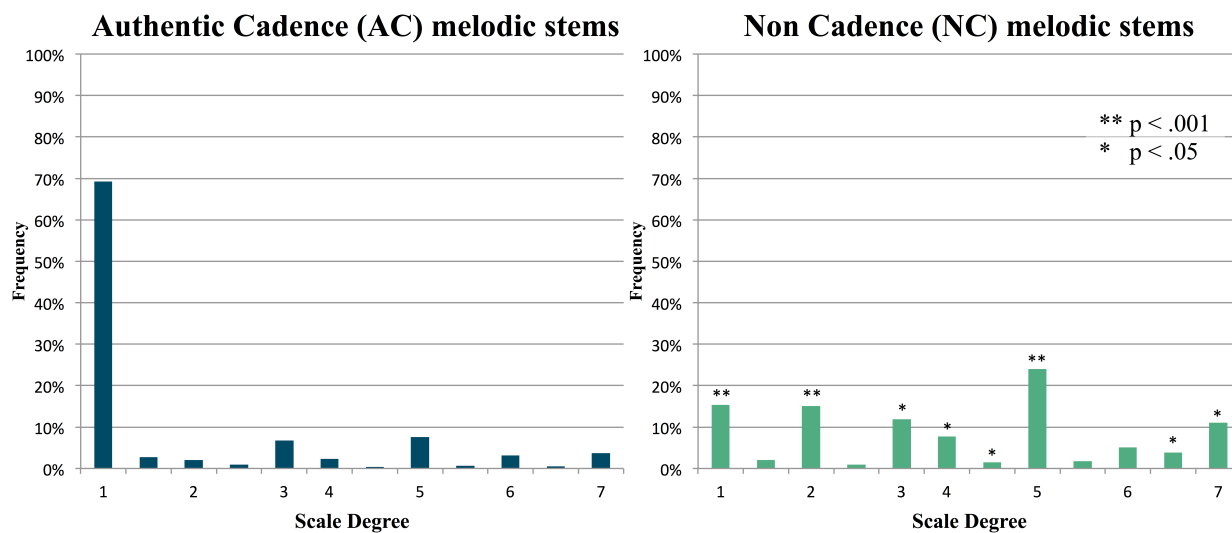 Authentic Cadence (AC) melodic stems
100%
90%
80%
70%
60%
50%
40%
30%
20%
10%
0%
Frequency
1 2 3 4 5 6 7
Scale Degree
Non Cadence (NC) melodic stems
100%
90%
80%
70%
60%
50%
40%
30%
20%
10%
0%
Frequency
** p < .001
* p < .05
** ** * * * ** * *
1 2 3 4 5 6 7
Scale Degree